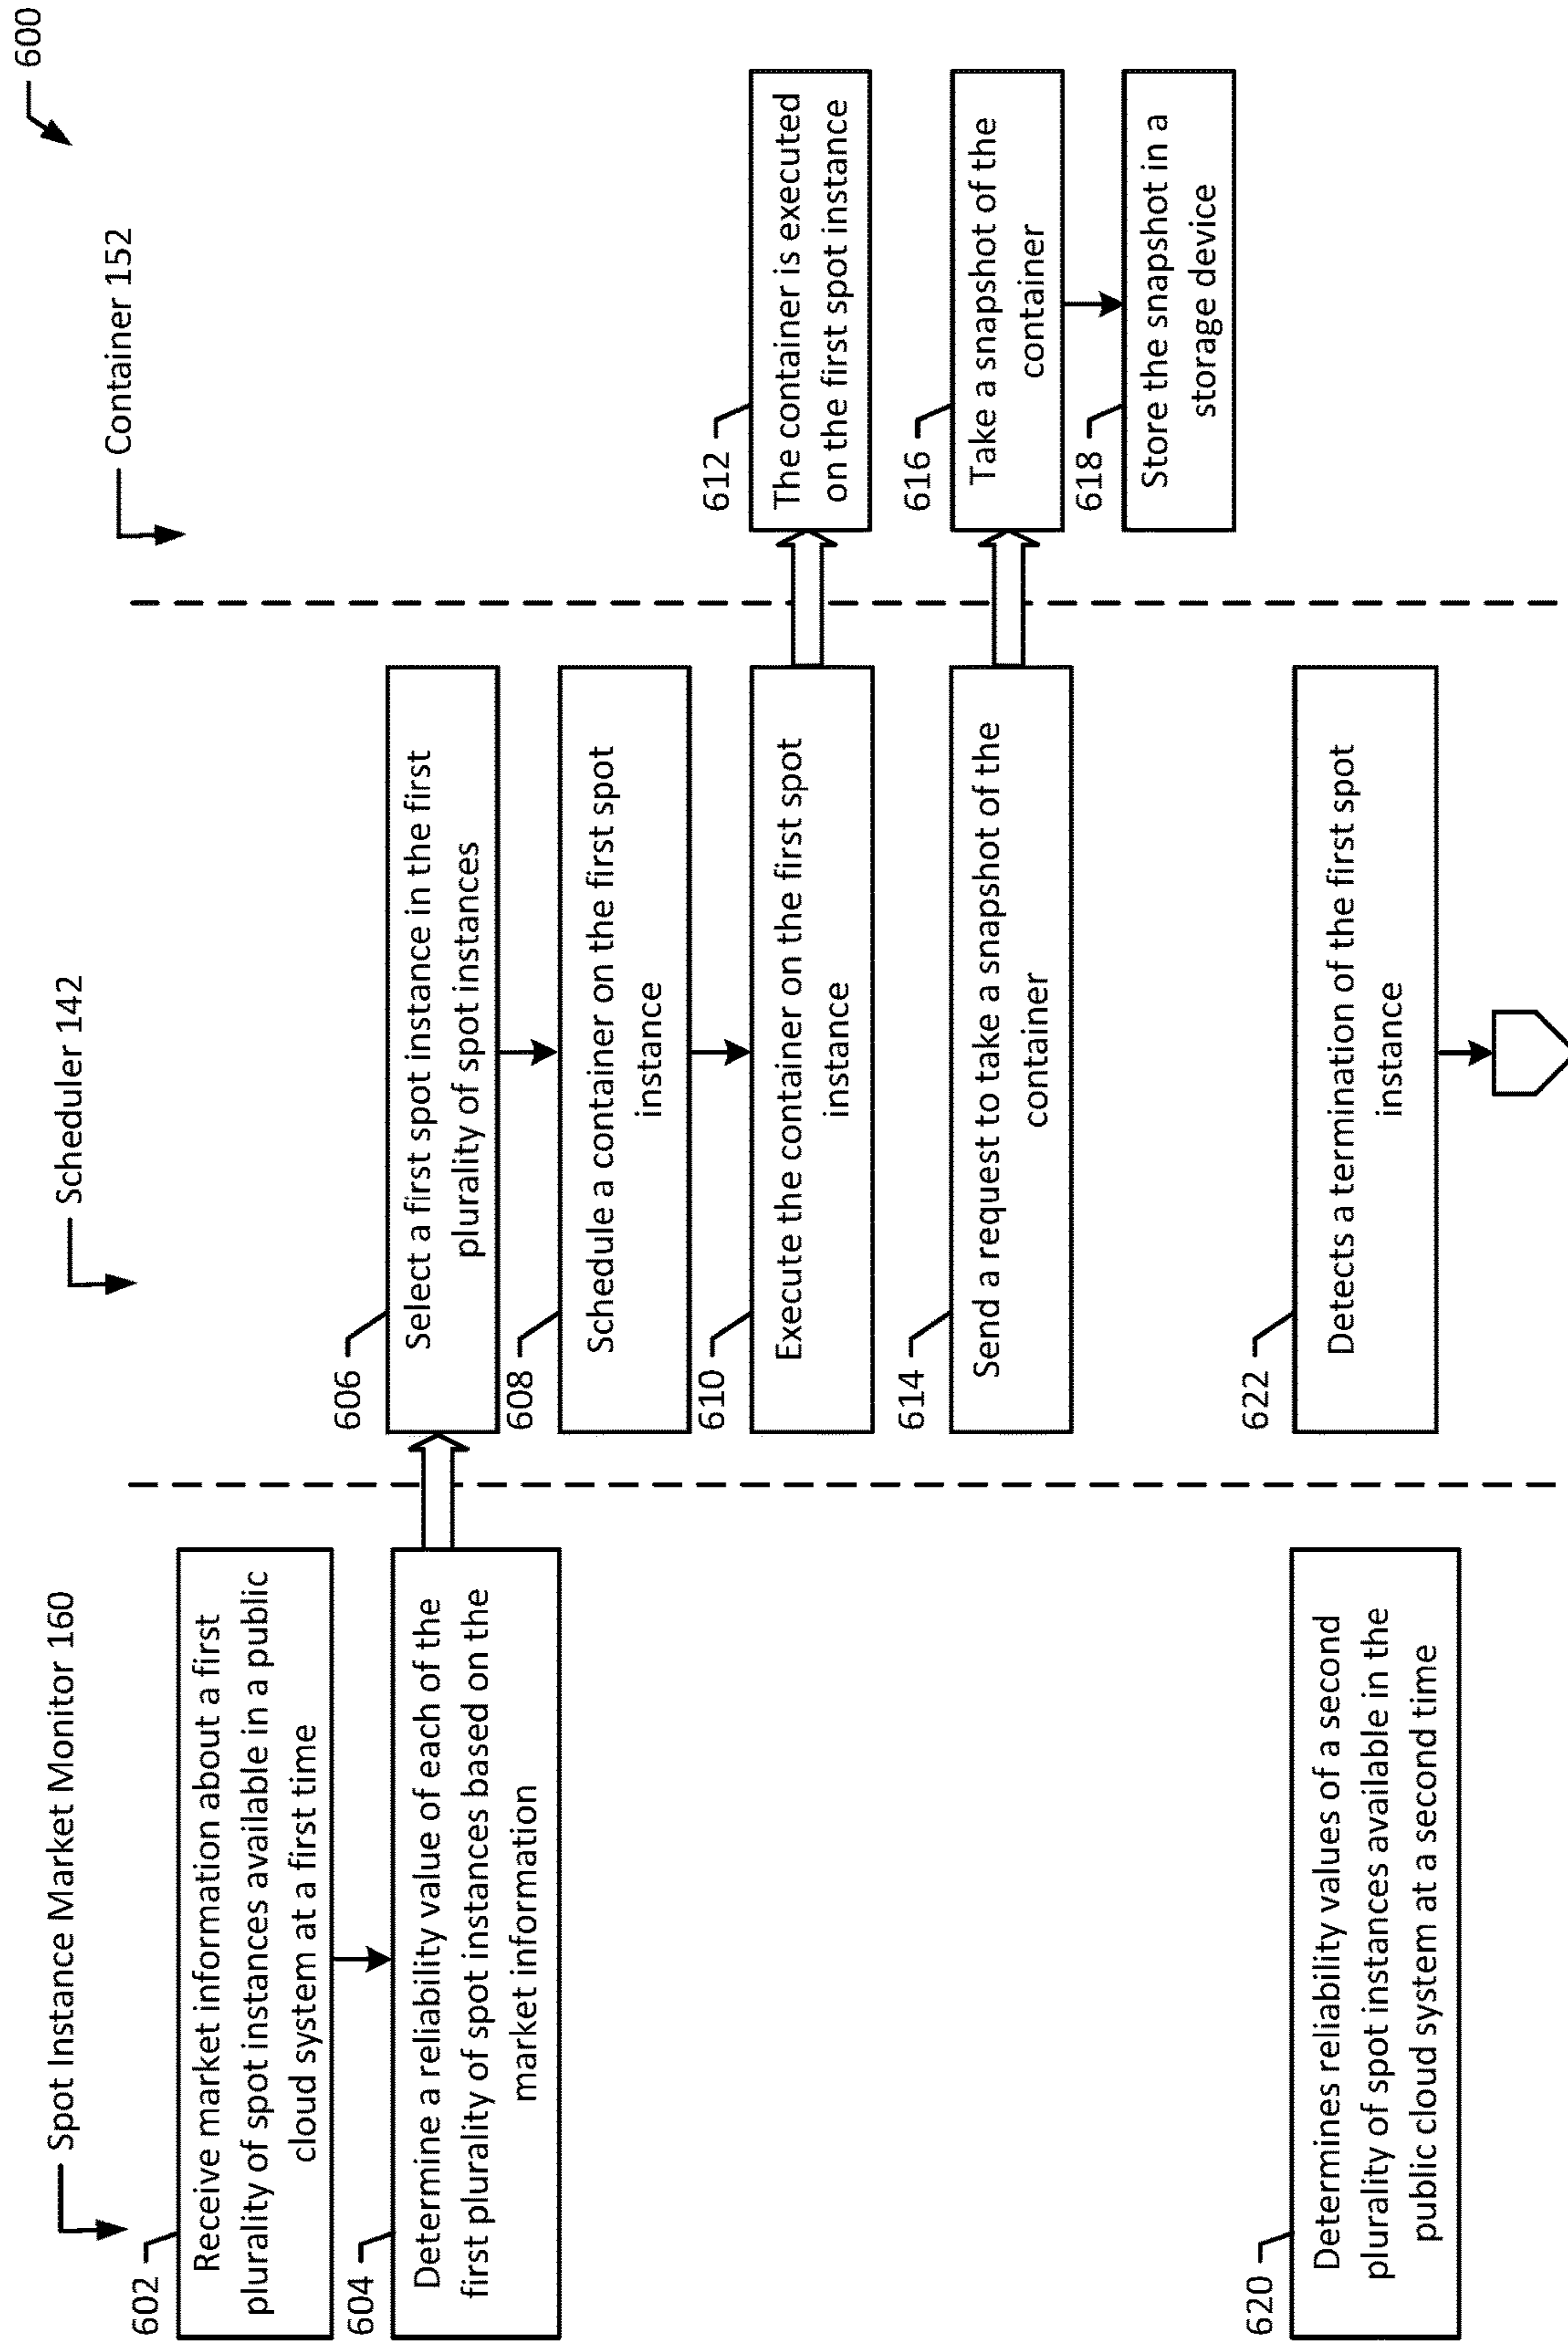 600
Spot Instance Market Monitor 160
Scheduler 142
Container 152
602
Receive market information about a first
plurality of spot instances available in a public
cloud system at a first time
604
Determine a reliability value of each of the
first plurality of spot instances based on the
market information
606
Select a first spot instance in the first
plurality of spot instances
608
Schedule a container on the first spot
instance
610
Execute the container on the first spot
instance
612
The container is executed
on the first spot instance
614
Send a request to take a snapshot of the
container
616
Take a snapshot of the
container
618
Store the snapshot in a
storage device
620
Determines reliability values of a second
plurality of spot instances available in the
public cloud system at a second time
622
Detects a termination of the first spot
instance